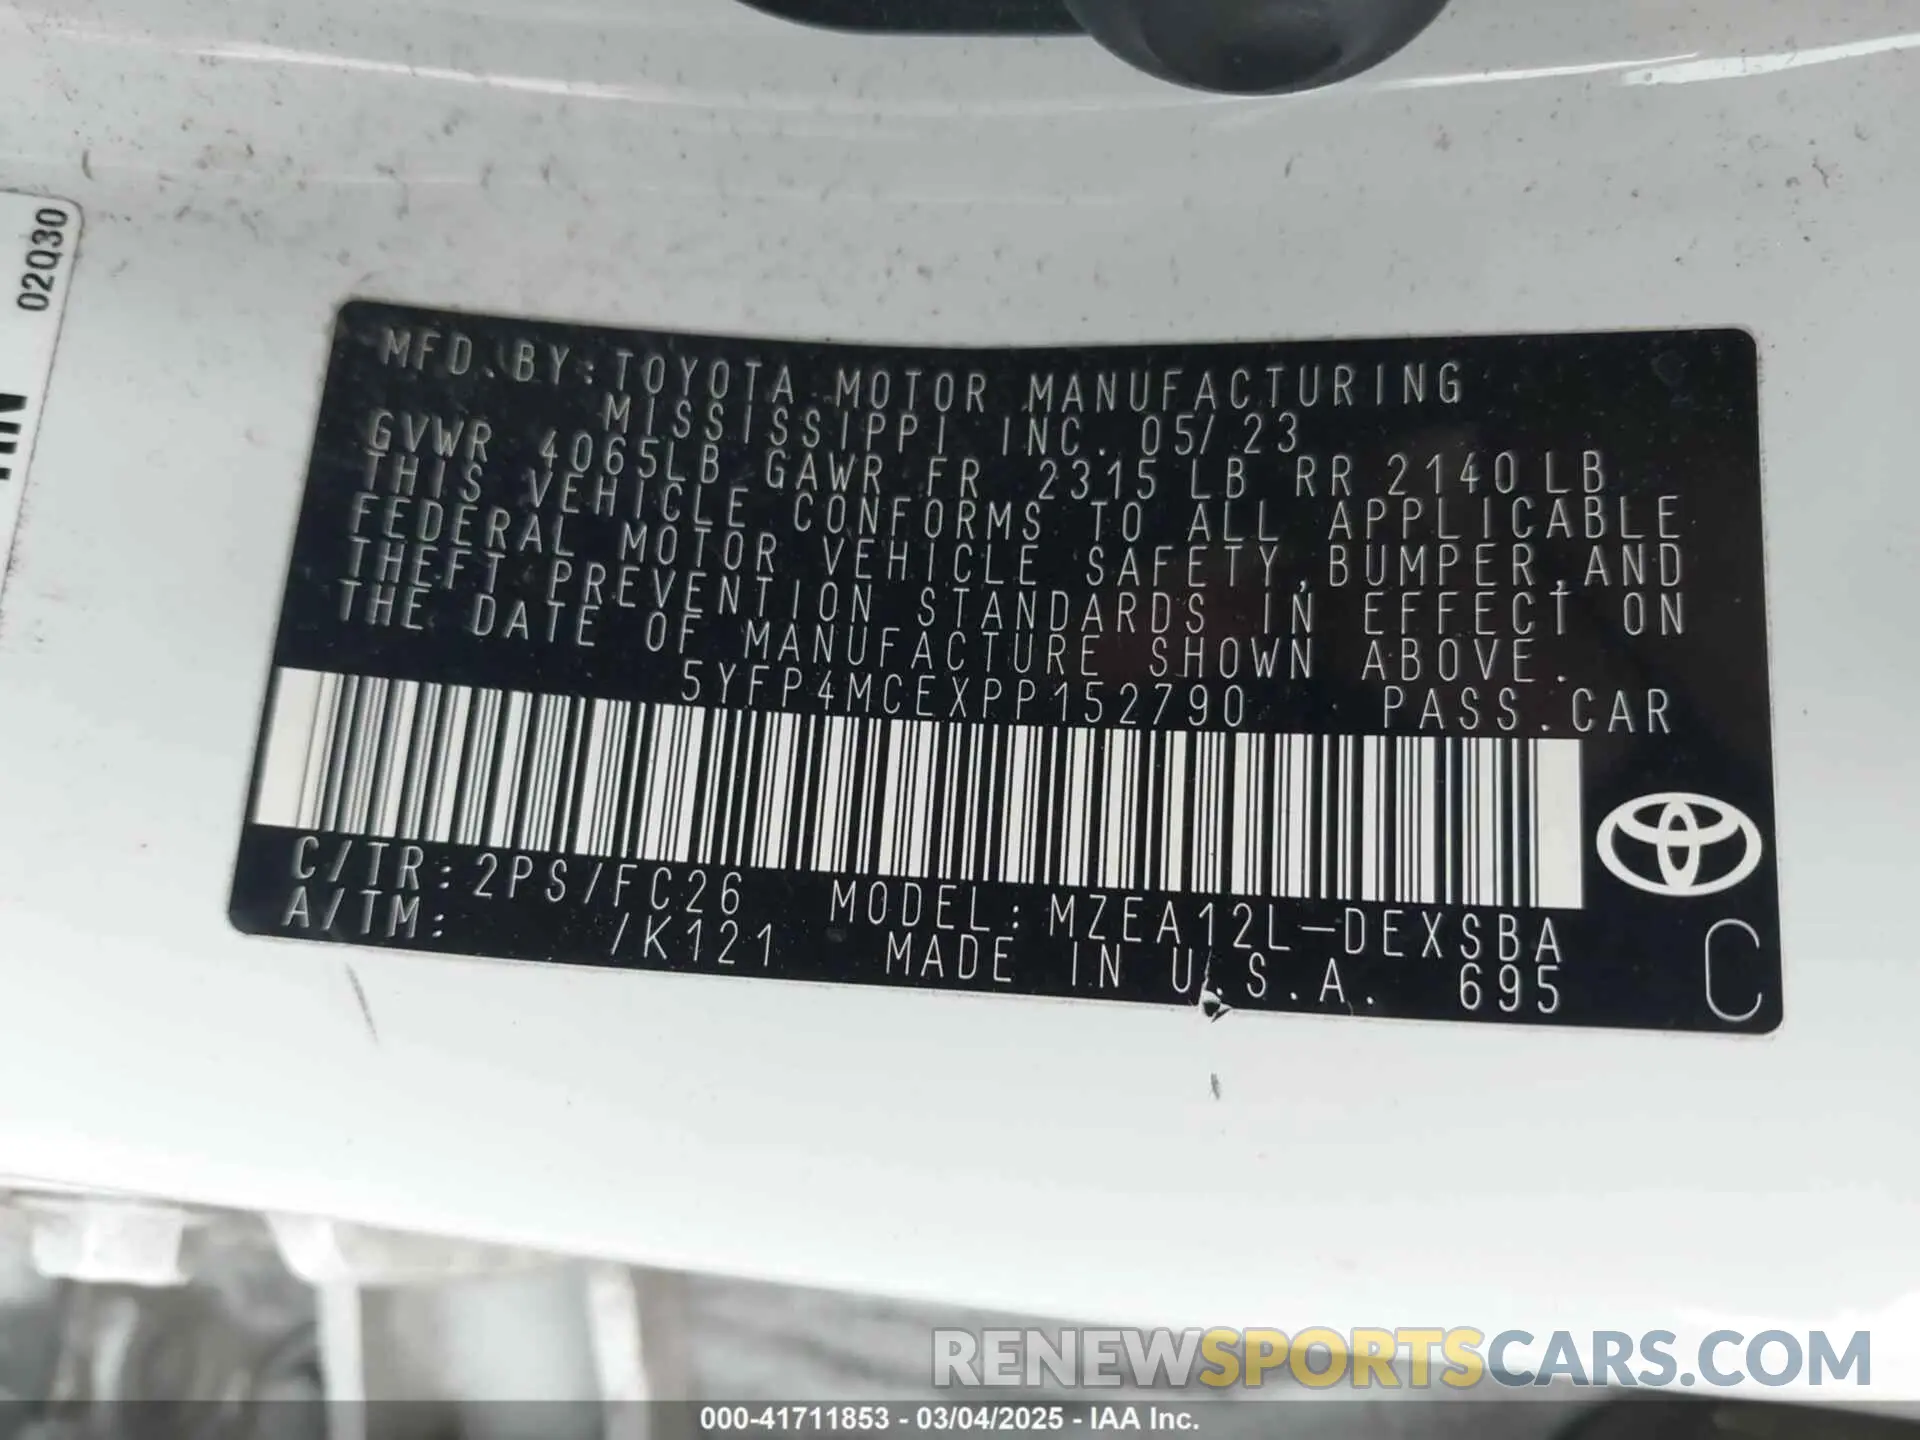 02Q30
MFD.BY:TOYOTA MOTOR MANUFACTURING
MISSISSIPPI INC. 05/23
GVWR 4065LB GAWR FR 2315LB RR 2140LB
THIS VEHICLE CONFORMS TO ALL APPLICABLE
FEDERAL MOTOR VEHICLE SAFETY,BUMPER,AND
THEFT PREVENTION STANDARDS IN EFFECT ON
THE DATE OF MANUFACTURE SHOWN ABOVE.
5YFP4MCEXPP152790 PASS.CAR
C/TR:2PS/FC26 MODEL:MZEA12L-DEXSBA
A/TM: /K121 MADE IN U.S.A. 695
C
RENEWSPORTSCARS.COM
000-41711853 - 03/04/2025 - IAA Inc.